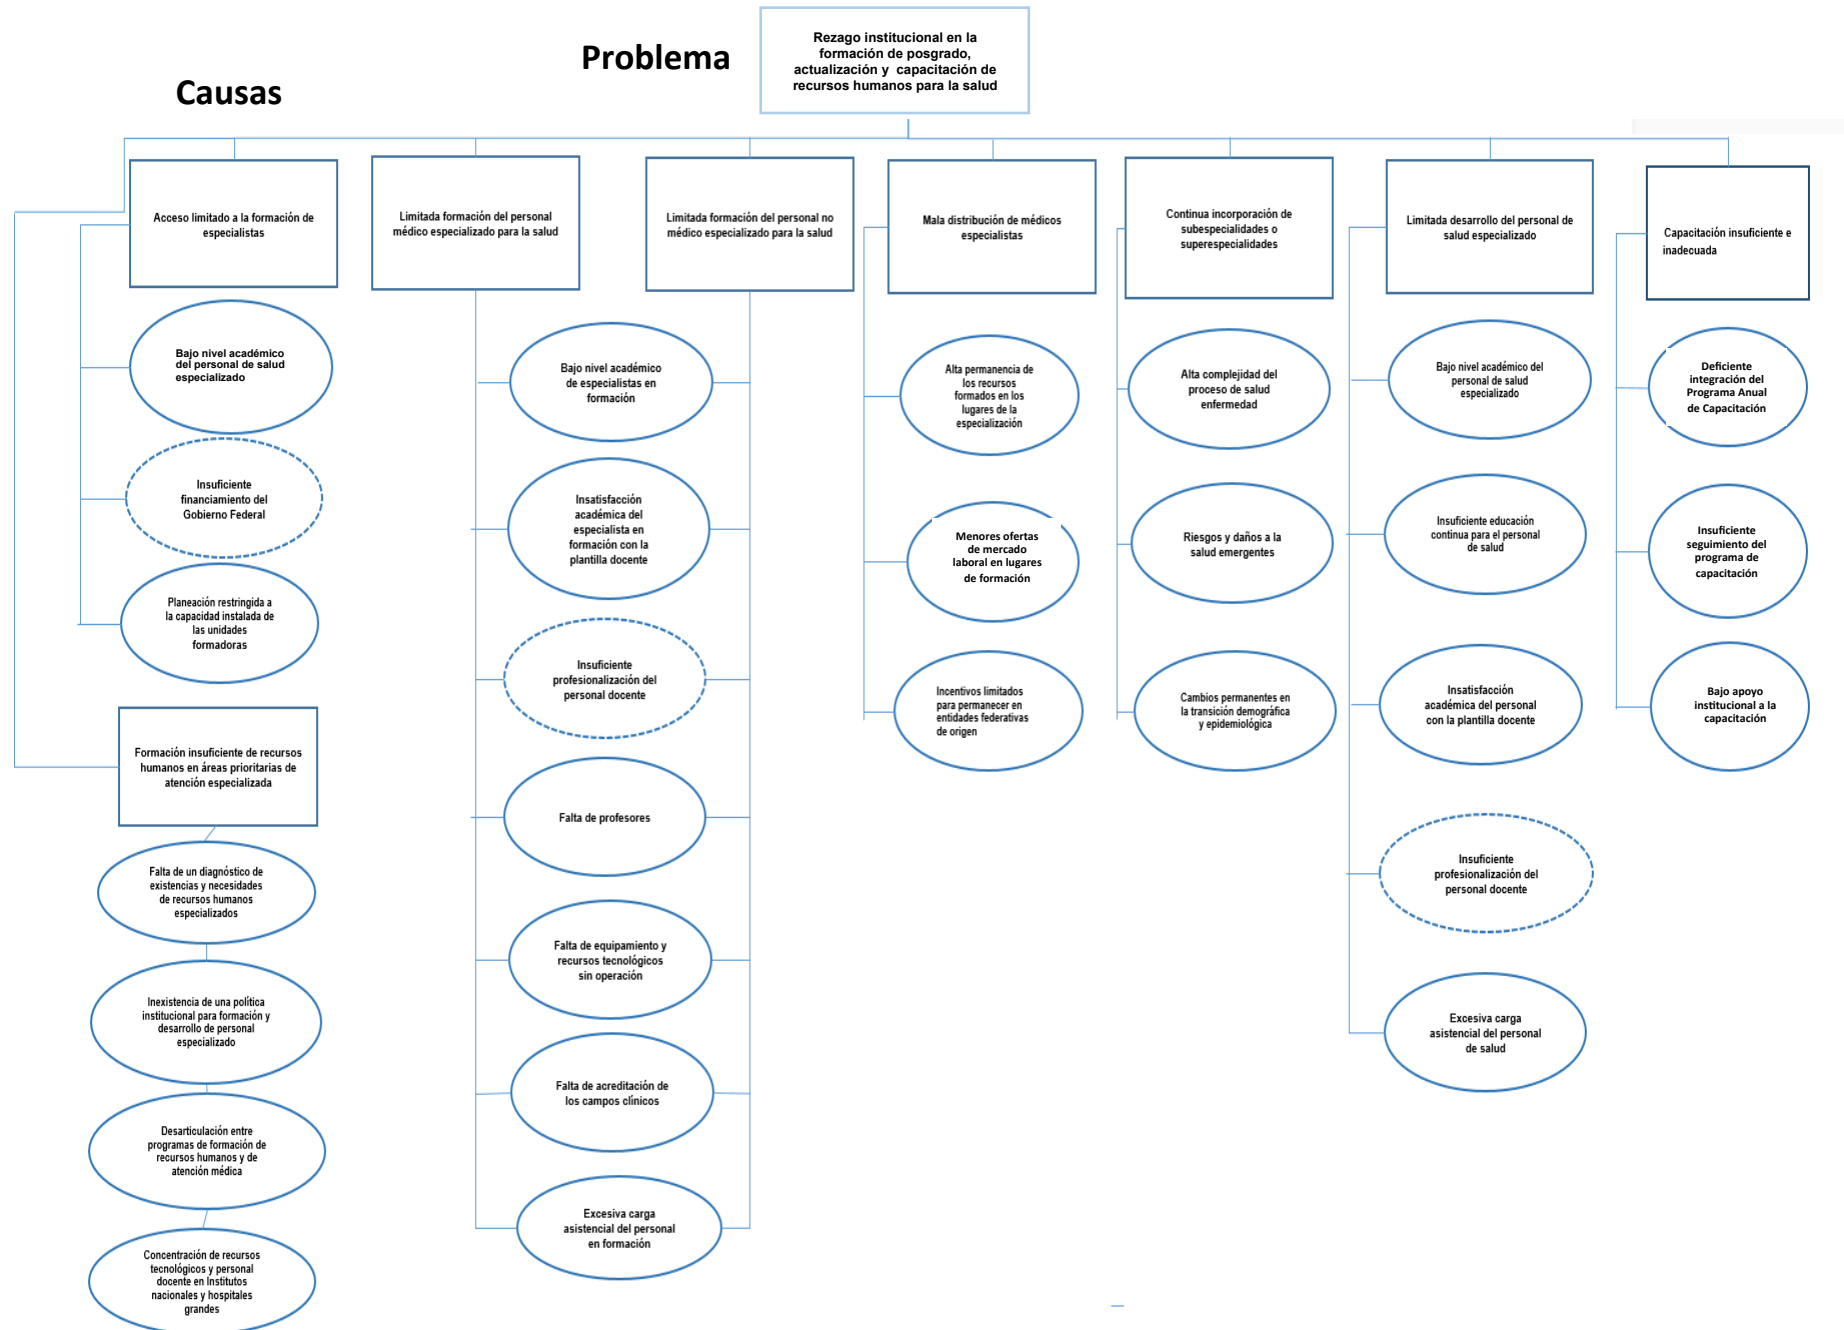 Problema
Rezago institucional en la
formación de posgrado,
actualización y capacitación de
recursos humanos para la salud
Causas
Acceso limitado a la formación de
especialistas
Limitada formación del personal
médico especializado para la salud
Limitada formación del personal no
médico especializado para la salud
Mala distribución de médicos
especialistas
Continua incorporación de
subespecialidades o
superespecialidades
Limitada desarrollo del personal de
salud especializado
Capacitación insuficiente e
inadecuada
Bajo nivel académico
del personal de salud
especializado
Insuficiente
financiamiento del
Gobierno Federal
Planeación restringida a
la capacidad instalada de
las unidades
formadoras
Formación insuficiente de recursos
humanos en áreas prioritarias de
atención especializada
Falta de un diagnóstico de
existencias y necesidades
de recursos humanos
especializados
Inexistencia de una política
institucional para formación y
desarrollo de personal
especializado
Desarticulación entre
programas de formación de
recursos humanos y de
atención médica
Concentración de recursos
tecnológicos y personal
docente en Institutos
nacionales y hospitales
grandes
Bajo nivel académico
de especialistas en
formación
Insatisfacción
académica del
especialista en
formación con la
plantilla docente
Insuficiente
profesionalización del
personal docente
Falta de profesores
Falta de equipamiento y
recursos tecnológicos
sin operación
Falta de acreditación de
los campos clínicos
Excesiva carga
asistencial del personal
en formación
Alta permanencia de
los recursos
formados en los
lugares de la
especialización
Menores ofertas
de mercado
laboral en lugares
de formación
Incentivos limitados
para permanecer en
entidades federativas
de origen
Alta complejidad del
proceso de salud
enfermedad
Riesgos y daños a la
salud emergentes
Cambios permanentes en
la transición demográfica
y epidemiológica
Bajo nivel académico del
personal de salud
especializado
Insuficiente educación
continua para el personal
de salud
Insatisfacción
académica del personal
con la plantilla docente
Insuficiente
profesionalización del
personal docente
Excesiva carga
asistencial del personal
de salud
Deficiente
integración del
Programa Anual
de Capacitación
Insuficiente
seguimiento del
programa de
capacitación
Bajo apoyo
institucional a la
capacitación